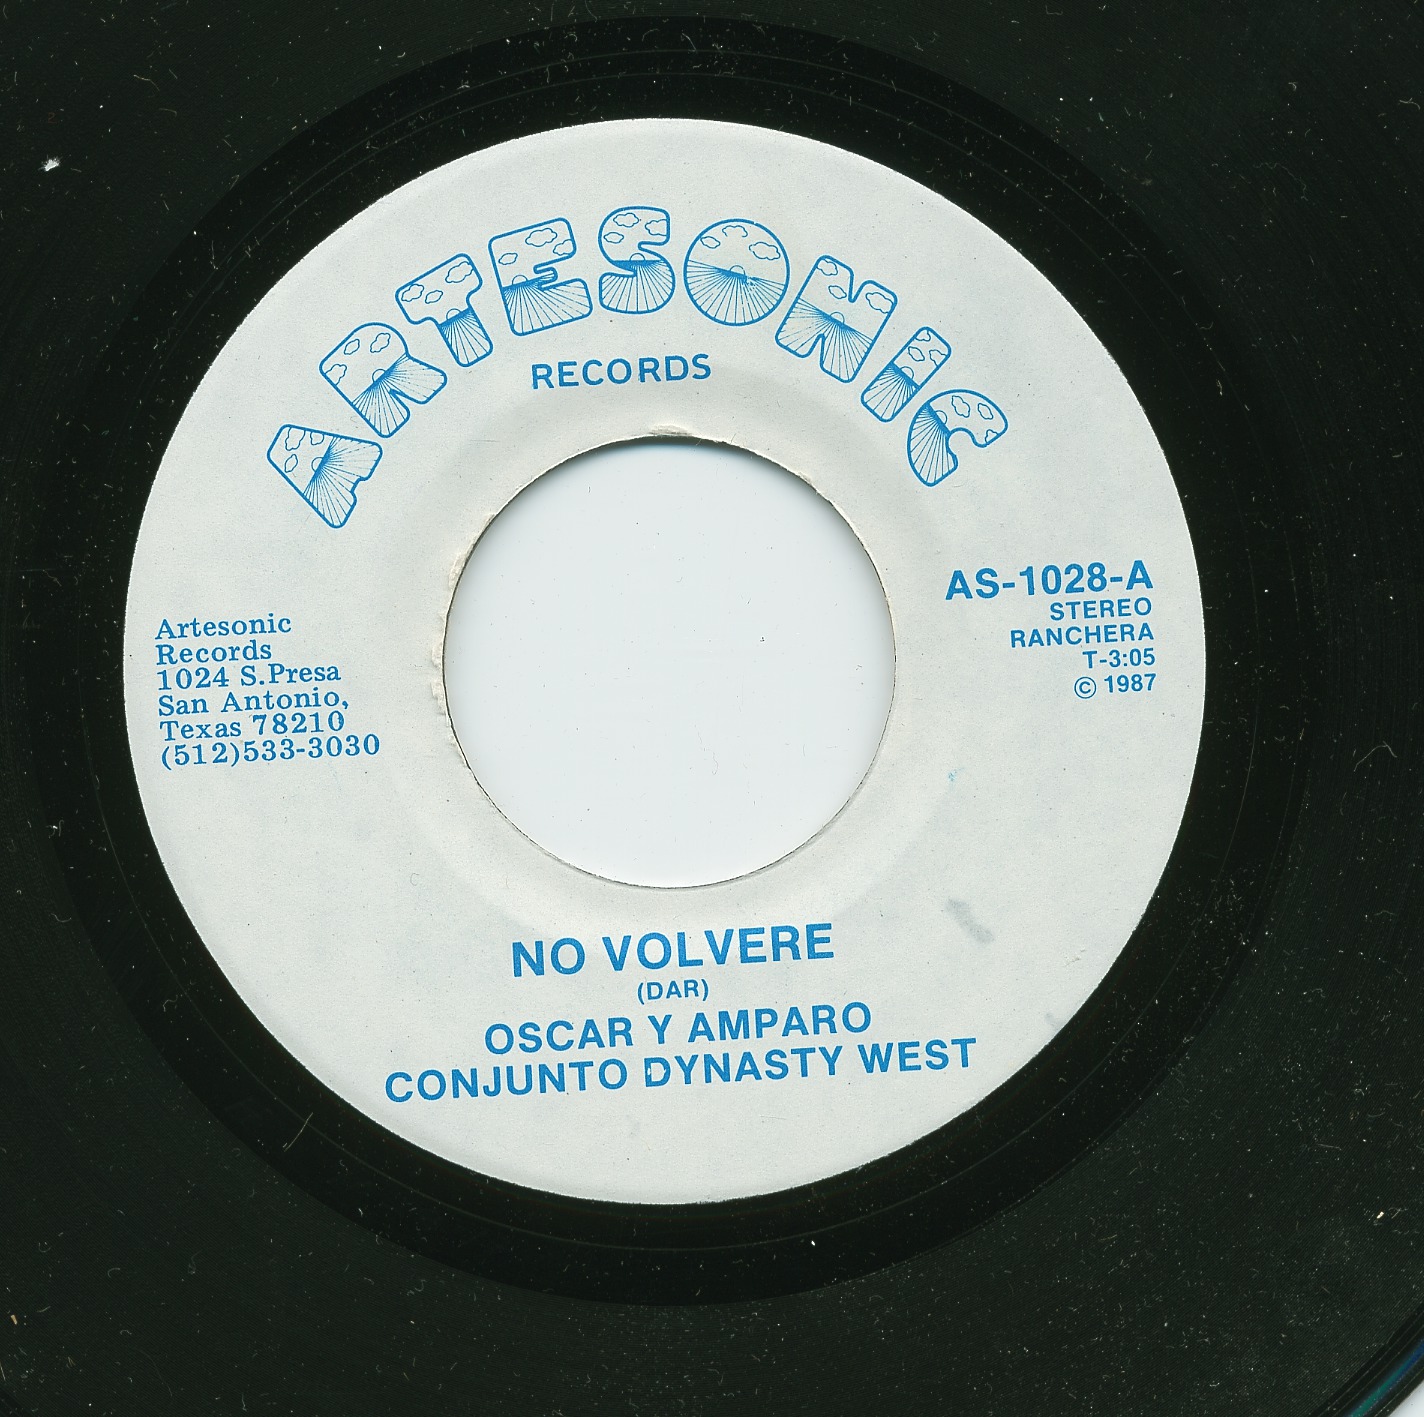 ARTESONIC
RECORDS
AS-1028-A
STEREO
RANCHERA
T-3:05
© 1987
Artesonic
Records
1024 S.Presa
San Antonio,
Texas 78210
(512)533-3030
NO VOLVERE
(DAR)
OSCAR Y AMPARO
CONJUNTO DYNASTY WEST